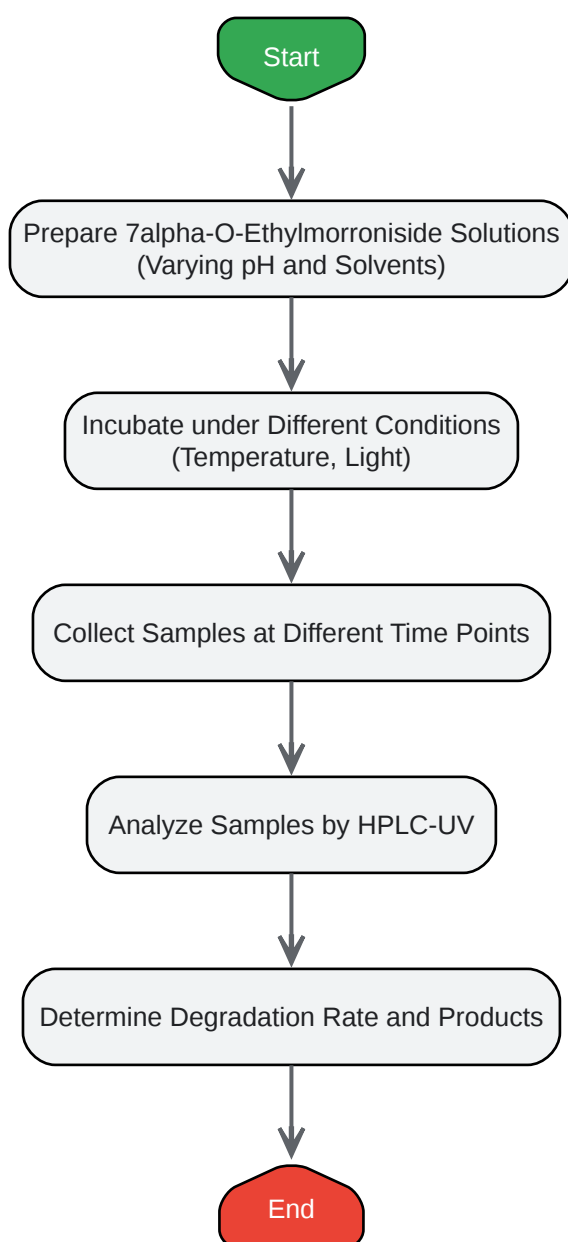 Start
Prepare 7alpha-O-Ethylmorroniside Solutions
(Varying pH and Solvents)
Incubate under Different Conditions
(Temperature, Light)
Collect Samples at Different Time Points
Analyze Samples by HPLC-UV
Determine Degradation Rate and Products
End